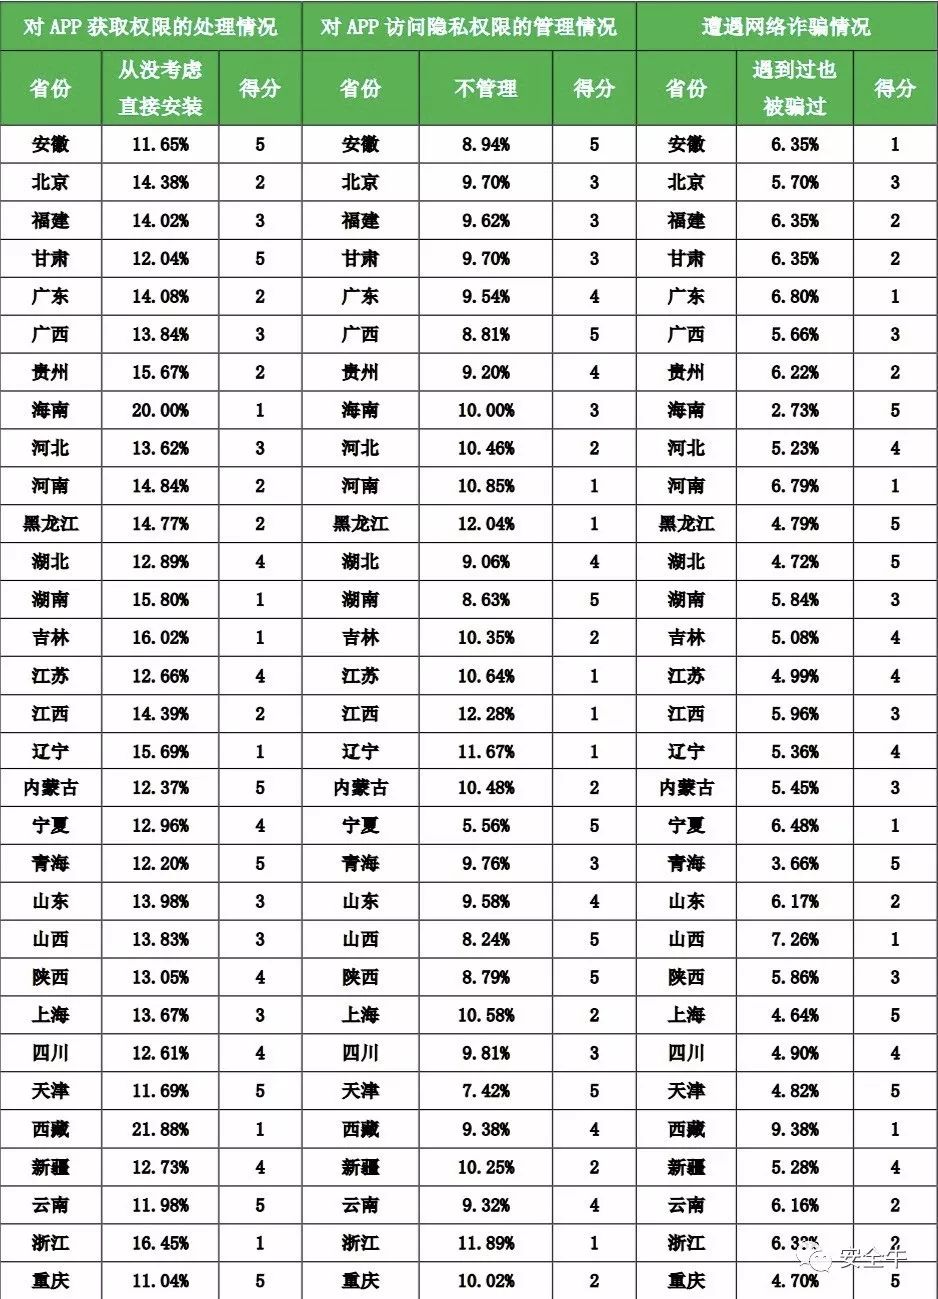 对 APP 获取权限的处理情况 对 APP 访问隐私权限的管理情况 遭遇网络诈骗情况
省份 从没考虑直接安装 得分 省份 不管理 得分 省份 遇到过也被骗过 得分
安徽 11.65% 5 安徽 8.94% 5 安徽 6.35% 1
北京 14.38% 2 北京 9.70% 3 北京 5.70% 3
福建 14.02% 3 福建 9.62% 3 福建 6.35% 2
甘肃 12.04% 5 甘肃 9.70% 3 甘肃 6.35% 2
广东 14.08% 2 广东 9.54% 4 广东 6.80% 1
广西 13.84% 3 广西 8.81% 5 广西 5.66% 3
贵州 15.67% 2 贵州 9.20% 4 贵州 6.22% 2
海南 20.00% 1 海南 10.00% 3 海南 2.73% 5
河北 13.62% 3 河北 10.46% 2 河北 5.23% 4
河南 14.84% 2 河南 10.85% 1 河南 6.79% 1
黑龙江 14.77% 2 黑龙江 12.04% 1 黑龙江 4.79% 5
湖北 12.89% 4 湖北 9.06% 4 湖北 4.72% 5
湖南 15.80% 1 湖南 8.63% 5 湖南 5.84% 3
吉林 16.02% 1 吉林 10.35% 2 吉林 5.08% 4
江苏 12.66% 4 江苏 10.64% 1 江苏 4.99% 4
江西 14.39% 2 江西 12.28% 1 江西 5.96% 3
辽宁 15.69% 1 辽宁 11.67% 1 辽宁 5.36% 4
内蒙古 12.37% 5 内蒙古 10.48% 2 内蒙古 5.45% 3
宁夏 12.96% 4 宁夏 5.56% 5 宁夏 6.48% 1
青海 12.20% 5 青海 9.76% 3 青海 3.66% 5
山东 13.98% 3 山东 9.58% 4 山东 6.17% 2
山西 13.83% 3 山西 8.24% 5 山西 7.26% 1
陕西 13.05% 4 陕西 8.79% 5 陕西 5.86% 3
上海 13.67% 3 上海 10.58% 2 上海 4.64% 5
四川 12.61% 4 四川 9.81% 3 四川 4.90% 4
天津 11.69% 5 天津 7.42% 5 天津 4.82% 5
西藏 21.88% 1 西藏 9.38% 4 西藏 9.38% 1
新疆 12.73% 4 新疆 10.25% 2 新疆 5.28% 4
云南 11.98% 5 云南 9.32% 4 云南 6.16% 2
浙江 16.45% 1 浙江 11.89% 1 浙江 2
安全牛
重庆 11.04% 5 重庆 10.02% 2 重庆 4.70% 5